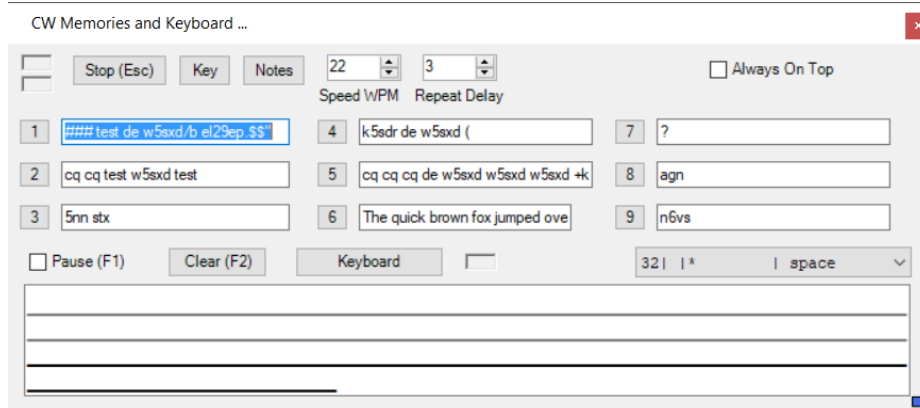 CW Memories and Keyboard ...
Stop (Esc) Key Notes 22 3 Always On Top
Speed WPM Repeat Delay
1 ### test de w5sxd/b el29ep.$$" 4 k5sdr de w5sxd ( 7 ?
2 cq cq test w5sxd test 5 cq cq cq de w5sxd w5sxd w5sxd +k 8 agn
3 5nn stx 6 The quick brown fox jumped ove 9 n6vs
Pause (F1) Clear (F2) Keyboard 32| |* | space